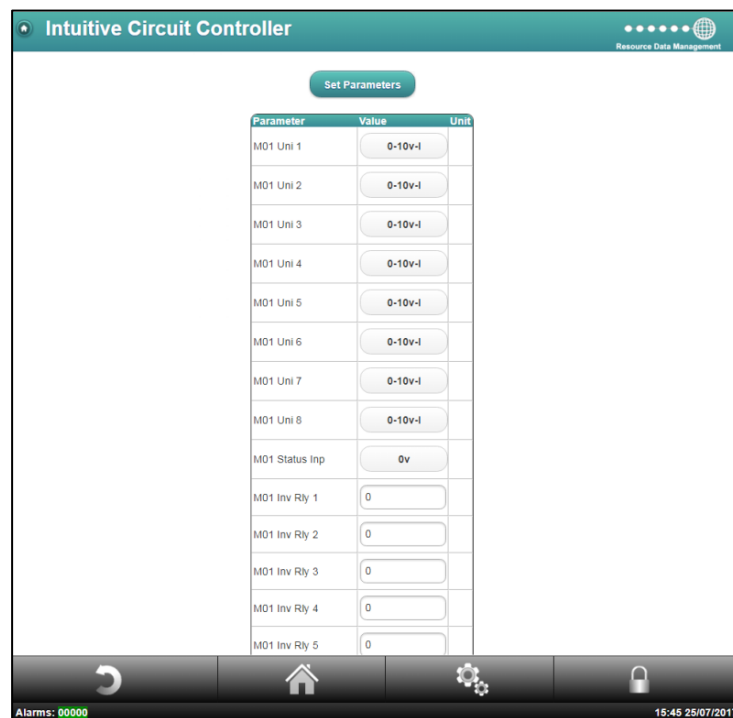 Intuitive Circuit Controller
Resource Data Management
Set Parameters
Parameter Value Unit
M01 Uni 1 0-10v-I
M01 Uni 2 0-10v-I
M01 Uni 3 0-10v-I
M01 Uni 4 0-10v-I
M01 Uni 5 0-10v-I
M01 Uni 6 0-10v-I
M01 Uni 7 0-10v-I
M01 Uni 8 0-10v-I
M01 Status Inp 0v
M01 Inv Rly 1 0
M01 Inv Rly 2 0
M01 Inv Rly 3 0
M01 Inv Rly 4 0
M01 Inv Rly 5 0
Alarms: 00000 15:45 25/07/2017